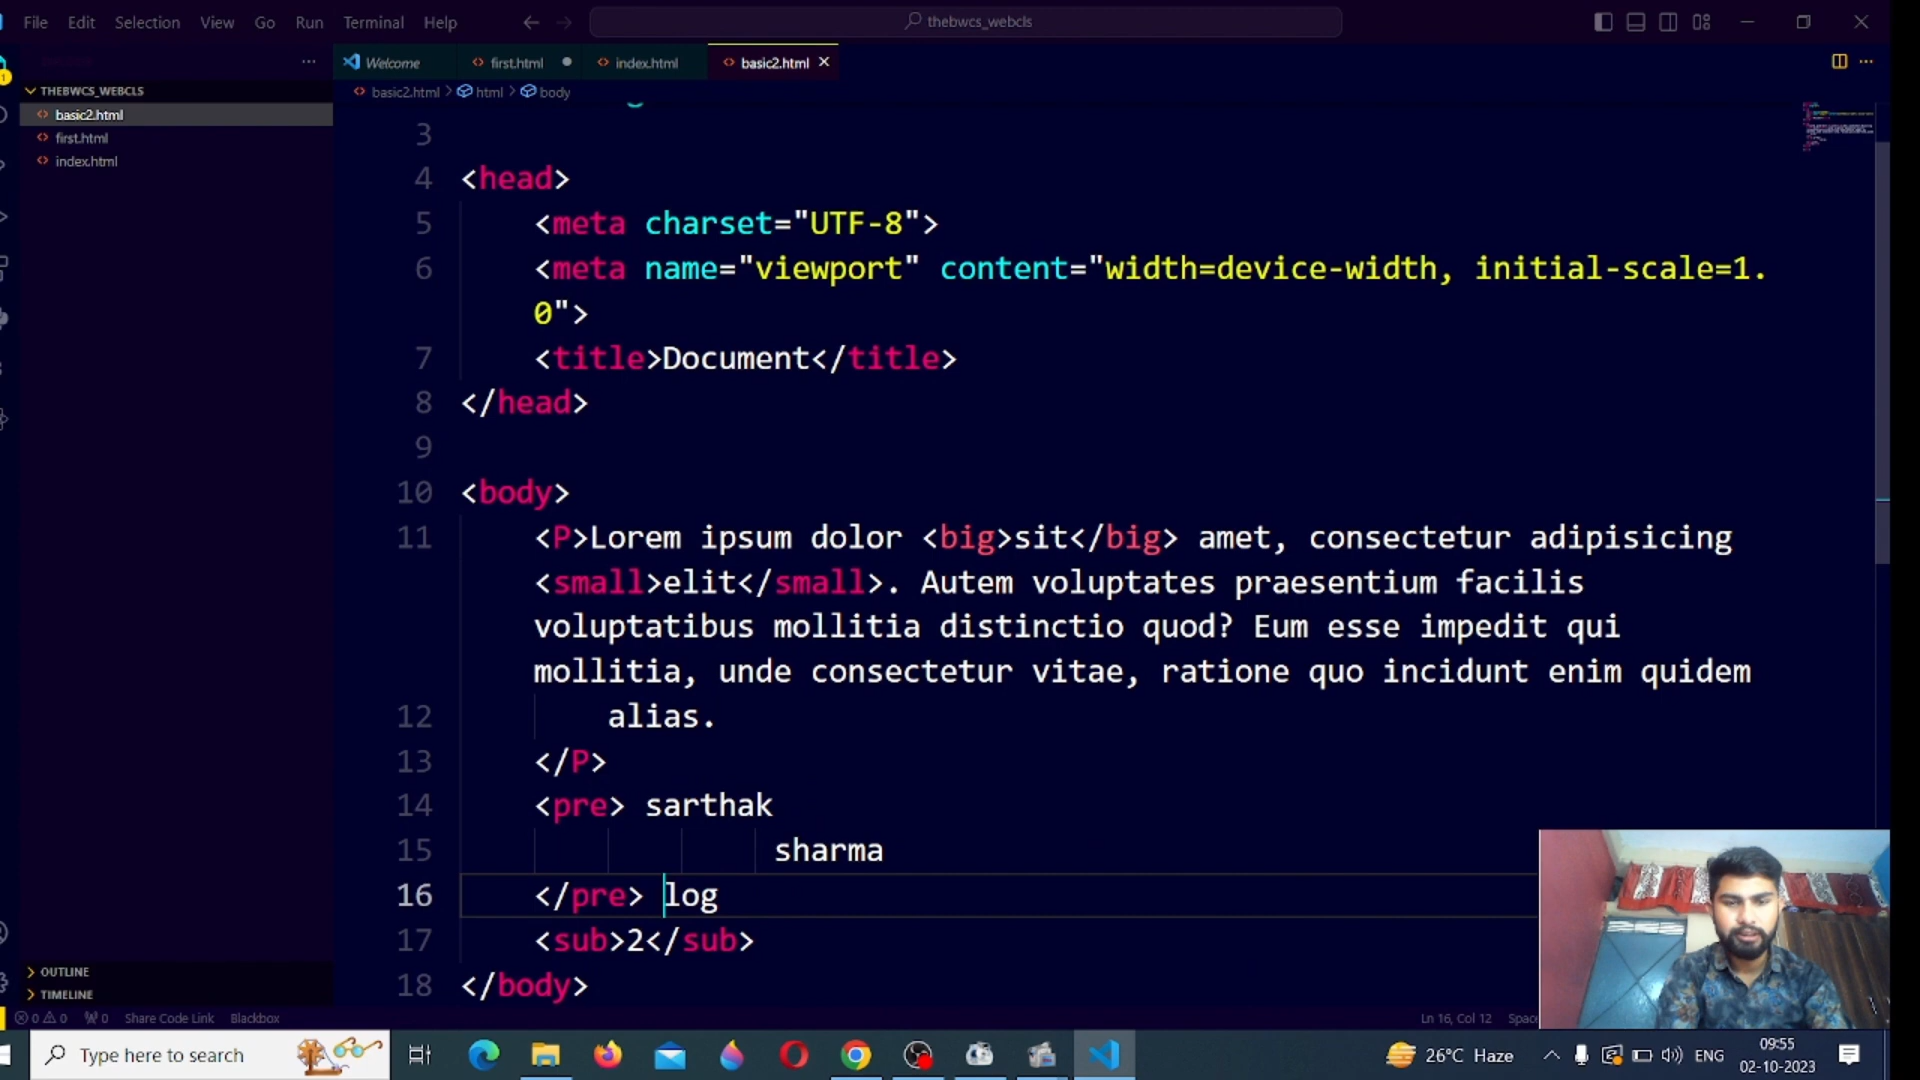 File Edit Selection View Go Run Terminal Help
thebwcs_webcls
Welcome
first.html
index.html
basic2.html
THEBWCS_WEBCLS
basic2.html
first.html
index.html
basic2.html > html > body
3
4 <head>
5 <meta charset="UTF-8">
6 <meta name="viewport" content="width=device-width, initial-scale=1.
0">
7 <title>Document</title>
8 </head>
9
10 <body>
11 <P>Lorem ipsum dolor <big>sit</big> amet, consectetur adipisicing
<small>elit</small>. Autem voluptates praesentium facilis
voluptatibus mollitia distinctio quod? Eum esse impedit qui
mollitia, unde consectetur vitae, ratione quo incidunt enim quidem
12 alias.
13 </P>
14 <pre> sarthak
15 sharma
16 </pre> log
17 <sub>2</sub>
18 </body>
OUTLINE
TIMELINE
0 0 0 Share Code Link Blackbox
Ln 16, Col 12
Type here to search
26°C Haze
ENG
09:55
02-10-2023